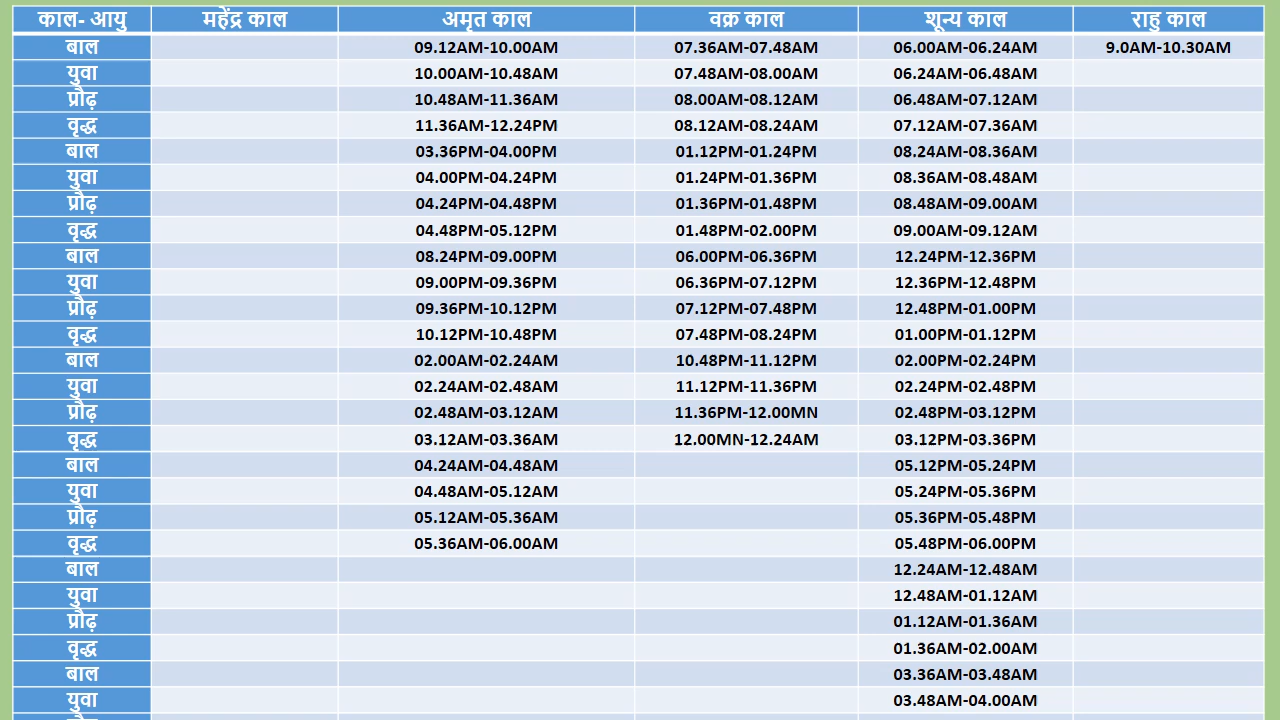 काल- आयु महेंद्र काल अमृत काल वक्र काल शून्य काल राहु काल
बाल 09.12AM-10.00AM 07.36AM-07.48AM 06.00AM-06.24AM 9.0AM-10.30AM
युवा 10.00AM-10.48AM 07.48AM-08.00AM 06.24AM-06.48AM
प्रौढ़ 10.48AM-11.36AM 08.00AM-08.12AM 06.48AM-07.12AM
वृद्ध 11.36AM-12.24PM 08.12AM-08.24AM 07.12AM-07.36AM
बाल 03.36PM-04.00PM 01.12PM-01.24PM 08.24AM-08.36AM
युवा 04.00PM-04.24PM 01.24PM-01.36PM 08.36AM-08.48AM
प्रौढ़ 04.24PM-04.48PM 01.36PM-01.48PM 08.48AM-09.00AM
वृद्ध 04.48PM-05.12PM 01.48PM-02.00PM 09.00AM-09.12AM
बाल 08.24PM-09.00PM 06.00PM-06.36PM 12.24PM-12.36PM
युवा 09.00PM-09.36PM 06.36PM-07.12PM 12.36PM-12.48PM
प्रौढ़ 09.36PM-10.12PM 07.12PM-07.48PM 12.48PM-01.00PM
वृद्ध 10.12PM-10.48PM 07.48PM-08.24PM 01.00PM-01.12PM
बाल 02.00AM-02.24AM 10.48PM-11.12PM 02.00PM-02.24PM
युवा 02.24AM-02.48AM 11.12PM-11.36PM 02.24PM-02.48PM
प्रौढ़ 02.48AM-03.12AM 11.36PM-12.00MN 02.48PM-03.12PM
वृद्ध 03.12AM-03.36AM 12.00MN-12.24AM 03.12PM-03.36PM
बाल 04.24AM-04.48AM 05.12PM-05.24PM
युवा 04.48AM-05.12AM 05.24PM-05.36PM
प्रौढ़ 05.12AM-05.36AM 05.36PM-05.48PM
वृद्ध 05.36AM-06.00AM 05.48PM-06.00PM
बाल 12.24AM-12.48AM
युवा 12.48AM-01.12AM
प्रौढ़ 01.12AM-01.36AM
वृद्ध 01.36AM-02.00AM
बाल 03.36AM-03.48AM
युवा 03.48AM-04.00AM